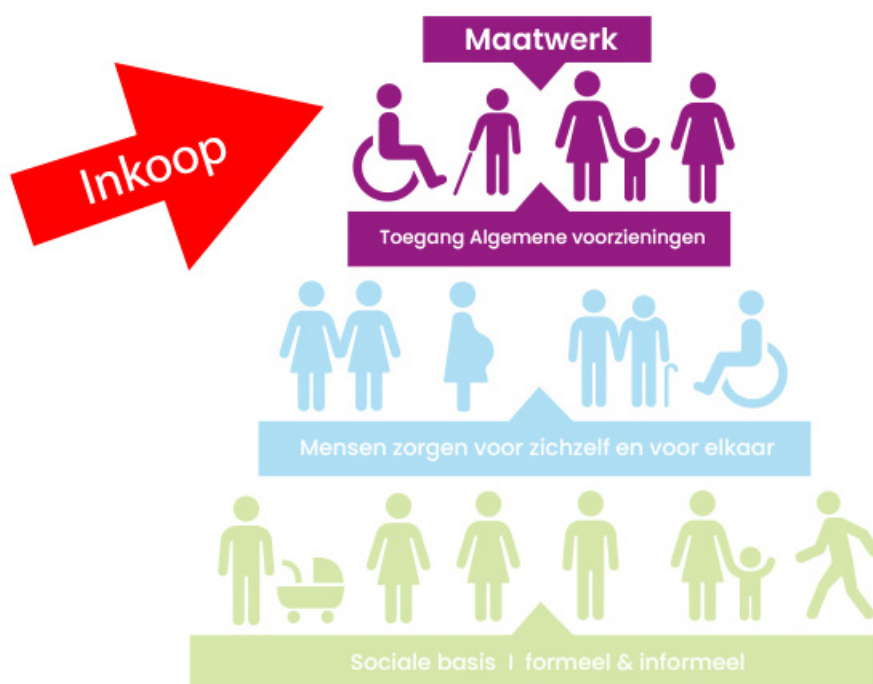 Maatwerk
Inkoop
Toegang Algemene voorzieningen
Mensen zorgen voor zichzelf en voor elkaar
Sociale basis I formeel & informeel